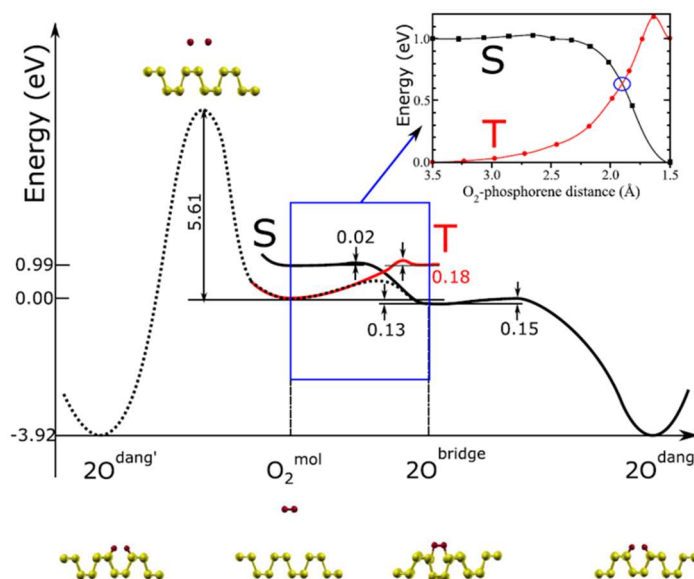 Energy (eV)
5.61
0.99
0.00
-3.92
S
0.02
T
0.18
0.13
0.15
2O dang'
O2 mol
2O bridge
2O dang
Energy (eV)
1.0
0.5
0.0
S
T
3.5 3.0 2.5 2.0 1.5
O2-phosphorene distance (Å)